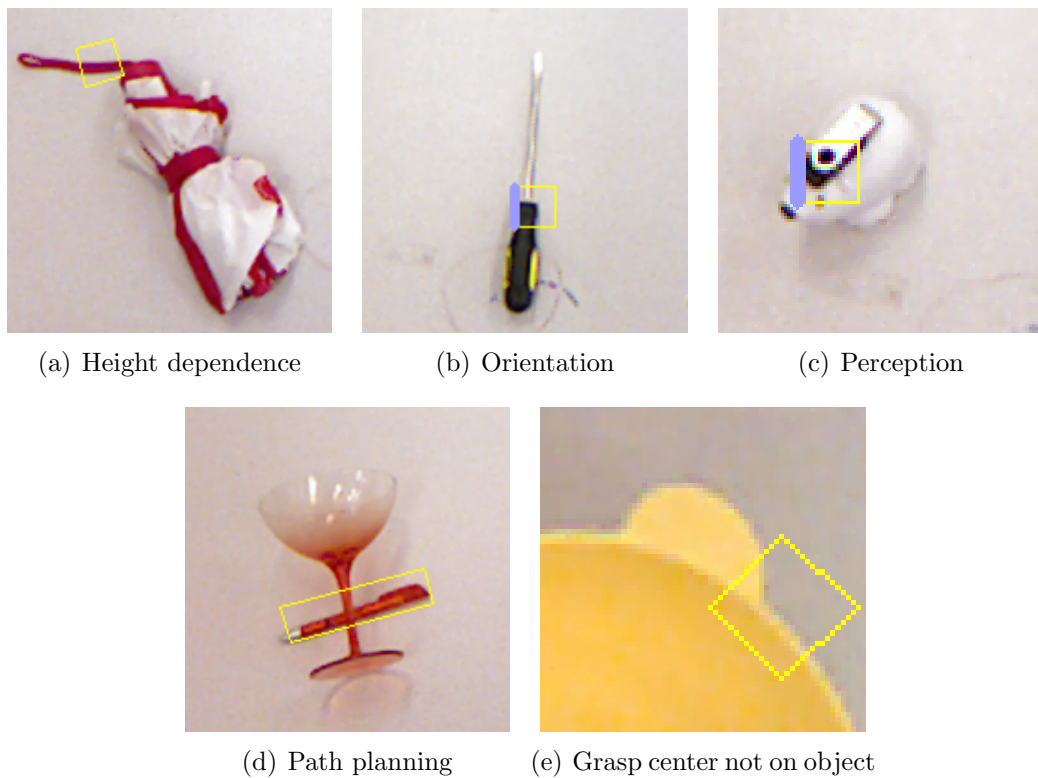 (a) Height dependence
(b) Orientation
(c) Perception
(d) Path planning
(e) Grasp center not on object